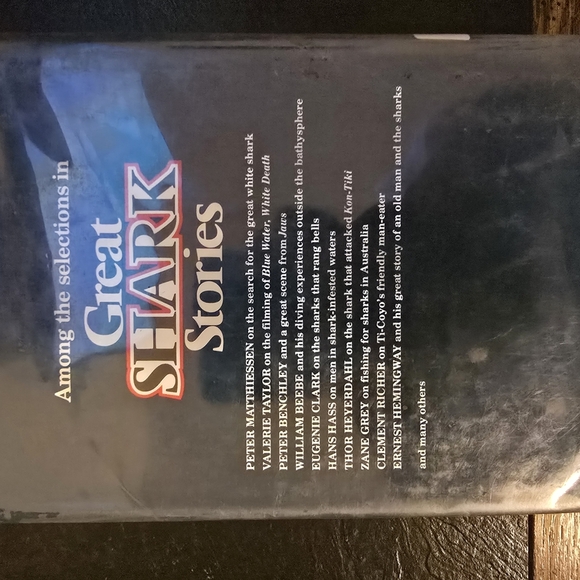 Among the selections in
Great
SHARK
Stories
PETER MATTHIESSEN on the search for the great white shark
VALERIE TAYLOR on the filming of Blue Water, White Death
PETER BENCHLEY and a great scene from Jaws
WILLIAM BEEBE and his diving experiences outside the bathysphere
EUGENIE CLARK on the sharks that rang bells
HANS HASS on men in shark-infested waters
THOR HEYERDAHL on the shark that attacked Kon-Tiki
ZANE GREY on fishing for sharks in Australia
CLEMENT RICHER on Ti-Coyo's friendly man-eater
ERNEST HEMINGWAY and his great story of an old man and the sharks
and many others